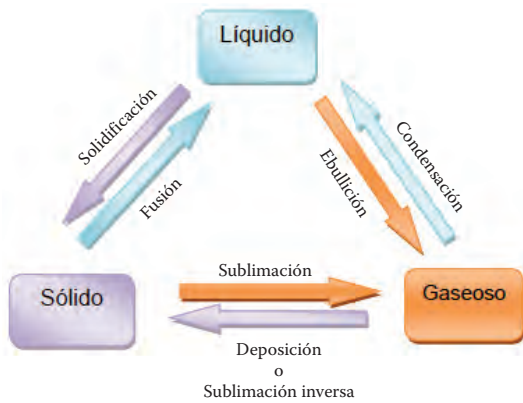 Líquido
Solidificación
Fusión
Ebullición
Condensación
Sublimación
Sólido
Gaseoso
Deposición
o
Sublimación inversa